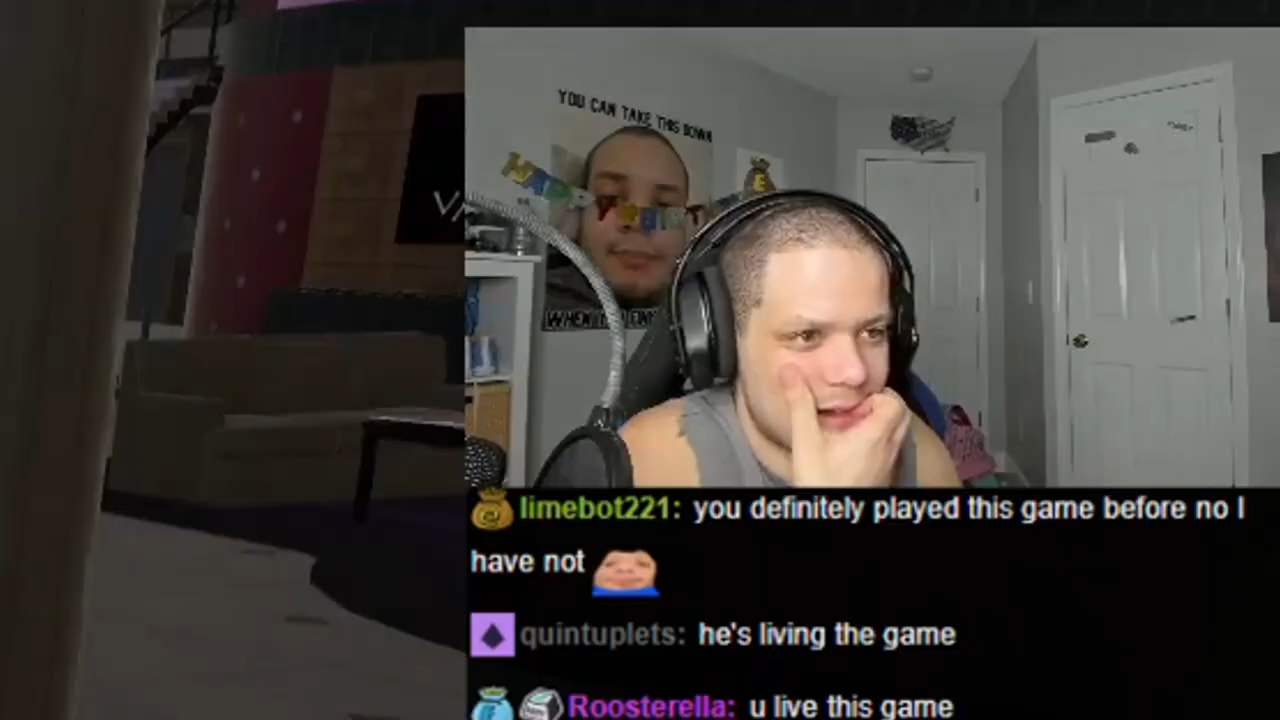 YOU CAN TAKE THIS DOWN
limebot221: you definitely played this game before no I
have not
quintuplets: he's living the game
Roosterella: u live this game